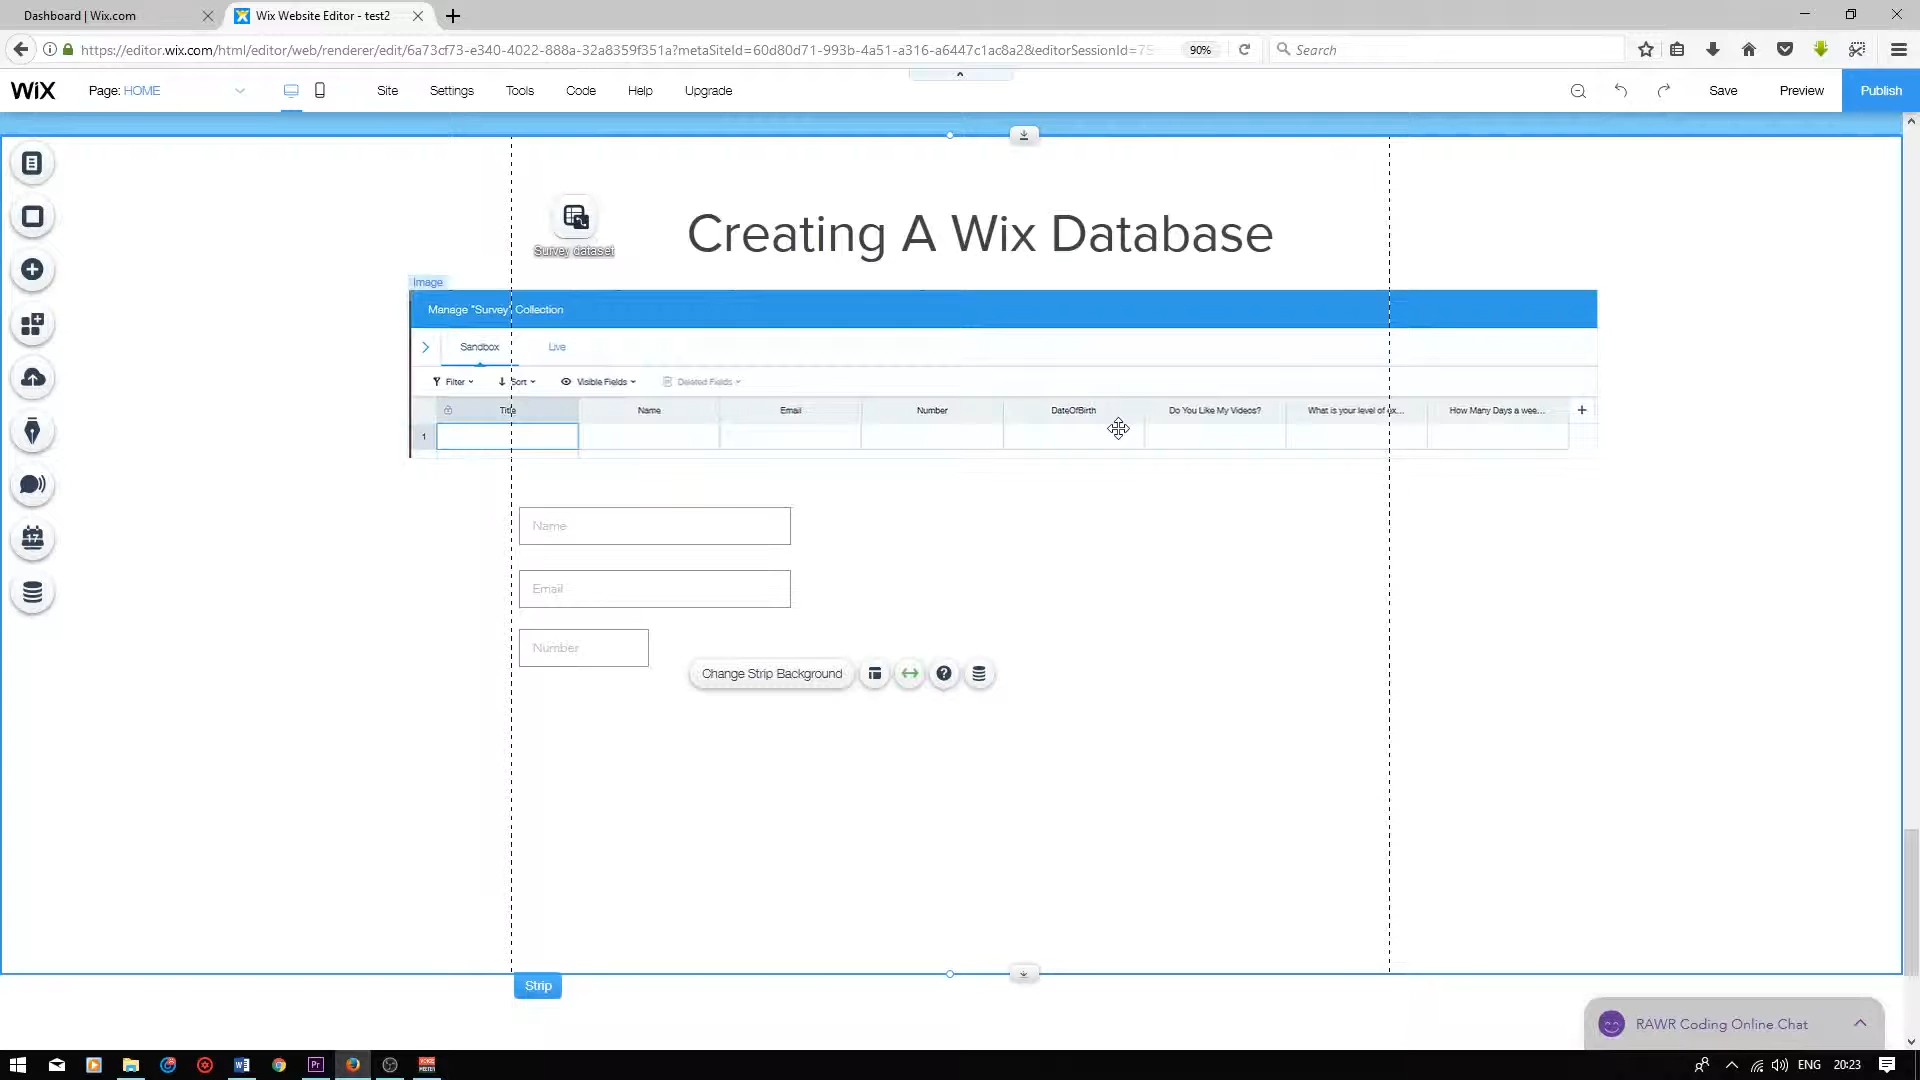 Dashboard | Wix.com
Wix Website Editor - test2
https://editor.wix.com/html/editor/web/renderer/edit/6a73cf73-e340-4022-888a-32a8359f351a?metaSiteId=60d80d71-993b-4a51-a316-a6447c1ac8a28&editorSessionId=75
90%
Search
WiX
Page: HOME
Site
Settings
Tools
Code
Help
Upgrade
Save
Preview
Publish
Survey dataset
Creating A Wix Database
Image
Manage "Survey" Collection
Sandbox
Live
Filter
Sort
Visible Fields
Deleted Fields
Title
Name
Email
Number
DateOfBirth
Do You Like My Videos?
What is your level of ex...
How Many Days a wee...
1
Name
Email
Number
Change Strip Background
17
Strip
RAWR Coding Online Chat
ENG
20:23